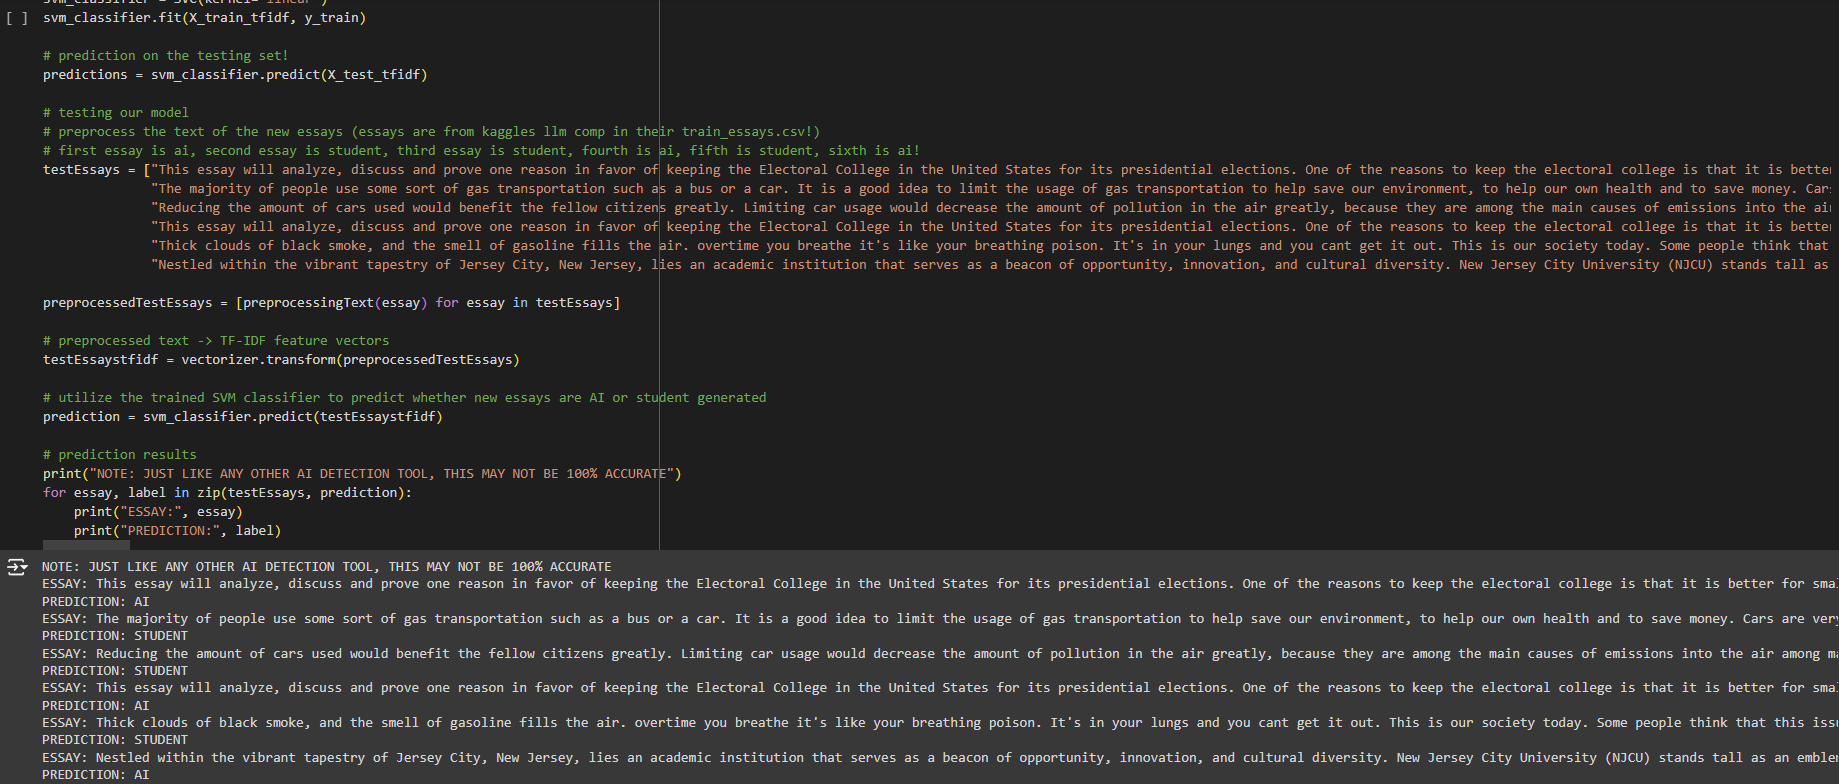 svm_classifier = SVC(kernel='linear')
[ ] svm_classifier.fit(X_train_tfidf, y_train)
# prediction on the testing set!
predictions = svm_classifier.predict(X_test_tfidf)
# testing our model
# preprocess the text of the new essays (essays are from kaggles llm comp in their train_essays.csv!)
# first essay is ai, second essay is student, third essay is student, fourth is ai, fifth is student, sixth is ai!
testEssays = ["This essay will analyze, discuss and prove one reason in favor of keeping the Electoral College in the United States for its presidential elections. One of the reasons to keep the electoral college is that it is better
"The majority of people use some sort of gas transportation such as a bus or a car. It is a good idea to limit the usage of gas transportation to help save our environment, to help our own health and to save money. Cars
"Reducing the amount of cars used would benefit the fellow citizens greatly. Limiting car usage would decrease the amount of pollution in the air greatly, because they are among the main causes of emissions into the air
"This essay will analyze, discuss and prove one reason in favor of keeping the Electoral College in the United States for its presidential elections. One of the reasons to keep the electoral college is that it is better
"Thick clouds of black smoke, and the smell of gasoline fills the air. overtime you breathe it's like your breathing poison. It's in your lungs and you cant get it out. This is our society today. Some people think that
"Nestled within the vibrant tapestry of Jersey City, New Jersey, lies an academic institution that serves as a beacon of opportunity, innovation, and cultural diversity. New Jersey City University (NJCU) stands tall as
preprocessedTestEssays = [preprocessingText(essay) for essay in testEssays]
# preprocessed text -> TF-IDF feature vectors
testEssaystfidf = vectorizer.transform(preprocessedTestEssays)
# utilize the trained SVM classifier to predict whether new essays are AI or student generated
prediction = svm_classifier.predict(testEssaystfidf)
# prediction results
print("NOTE: JUST LIKE ANY OTHER AI DETECTION TOOL, THIS MAY NOT BE 100% ACCURATE")
for essay, label in zip(testEssays, prediction):
print("ESSAY:", essay)
print("PREDICTION:", label)
NOTE: JUST LIKE ANY OTHER AI DETECTION TOOL, THIS MAY NOT BE 100% ACCURATE
ESSAY: This essay will analyze, discuss and prove one reason in favor of keeping the Electoral College in the United States for its presidential elections. One of the reasons to keep the electoral college is that it is better for
PREDICTION: AI
ESSAY: The majority of people use some sort of gas transportation such as a bus or a car. It is a good idea to limit the usage of gas transportation to help save our environment, to help our own health and to save money. Cars are
PREDICTION: STUDENT
ESSAY: Reducing the amount of cars used would benefit the fellow citizens greatly. Limiting car usage would decrease the amount of pollution in the air greatly, because they are among the main causes of emissions into the air among
PREDICTION: STUDENT
ESSAY: This essay will analyze, discuss and prove one reason in favor of keeping the Electoral College in the United States for its presidential elections. One of the reasons to keep the electoral college is that it is better for
PREDICTION: AI
ESSAY: Thick clouds of black smoke, and the smell of gasoline fills the air. overtime you breathe it's like your breathing poison. It's in your lungs and you cant get it out. This is our society today. Some people think that this
PREDICTION: STUDENT
ESSAY: Nestled within the vibrant tapestry of Jersey City, New Jersey, lies an academic institution that serves as a beacon of opportunity, innovation, and cultural diversity. New Jersey City University (NJCU) stands tall as an
PREDICTION: AI